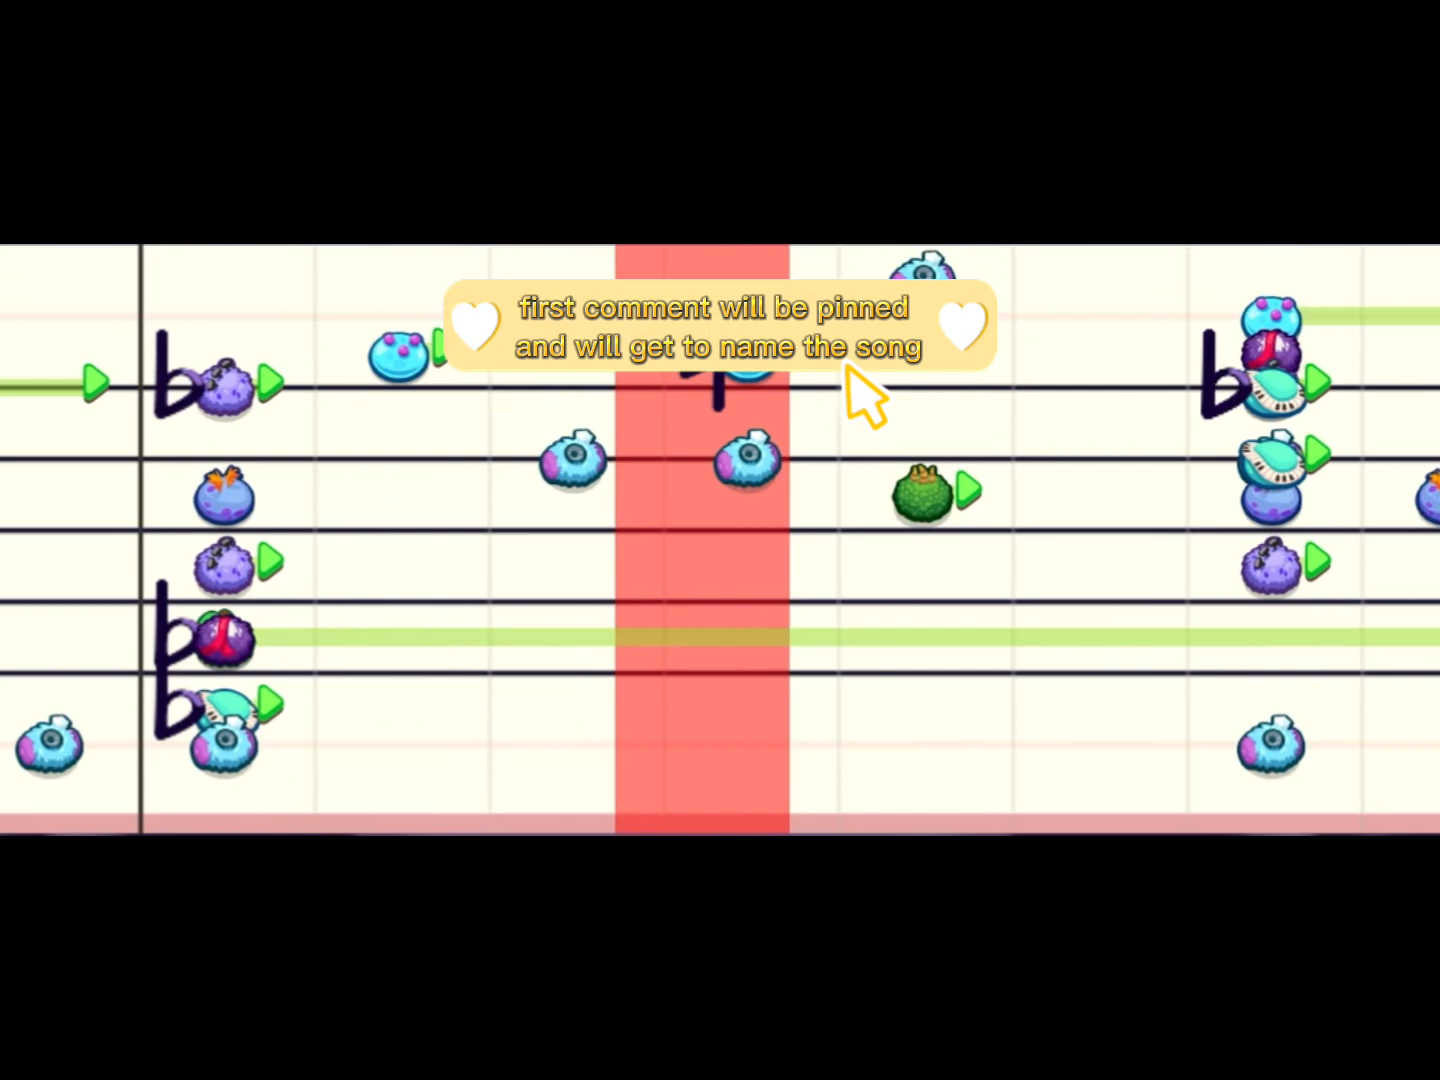 first comment will be pinned
and will get to name the song